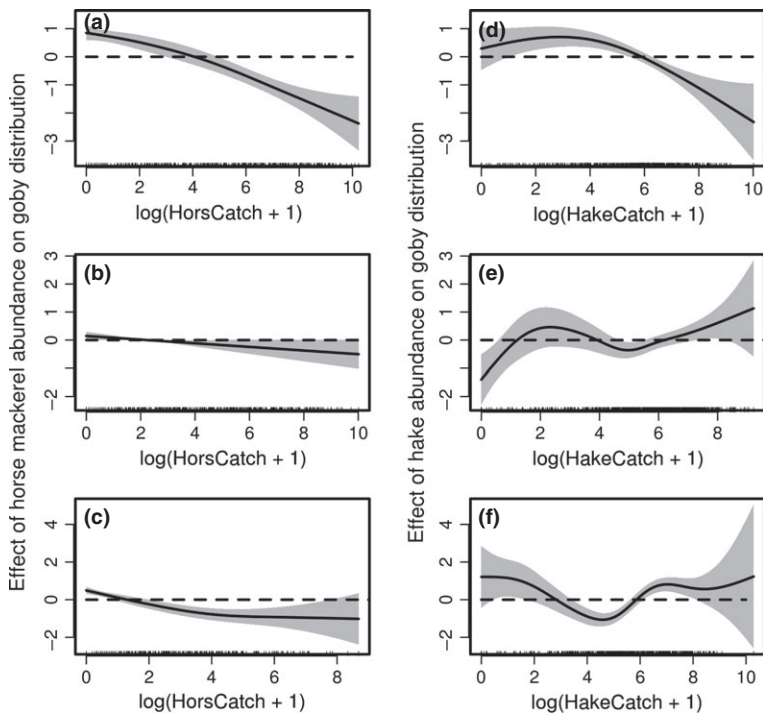 Effect of horse mackerel abundance on goby distribution
(a)
1
0
-1
-3
0 2 4 6 8 10
log(HorsCatch + 1)
(b)
3
2
1
0
-2
0 2 4 6 8 10
log(HorsCatch + 1)
(c)
4
2
0
-2
0 2 4 6 8
log(HorsCatch + 1)
Effect of hake abundance on goby distribution
(d)
1
0
-1
-3
0 2 4 6 8 10
log(HakeCatch + 1)
(e)
3
2
1
0
-2
0 2 4 6 8
log(HakeCatch + 1)
(f)
4
2
0
-2
0 2 4 6 8 10
log(HakeCatch + 1)